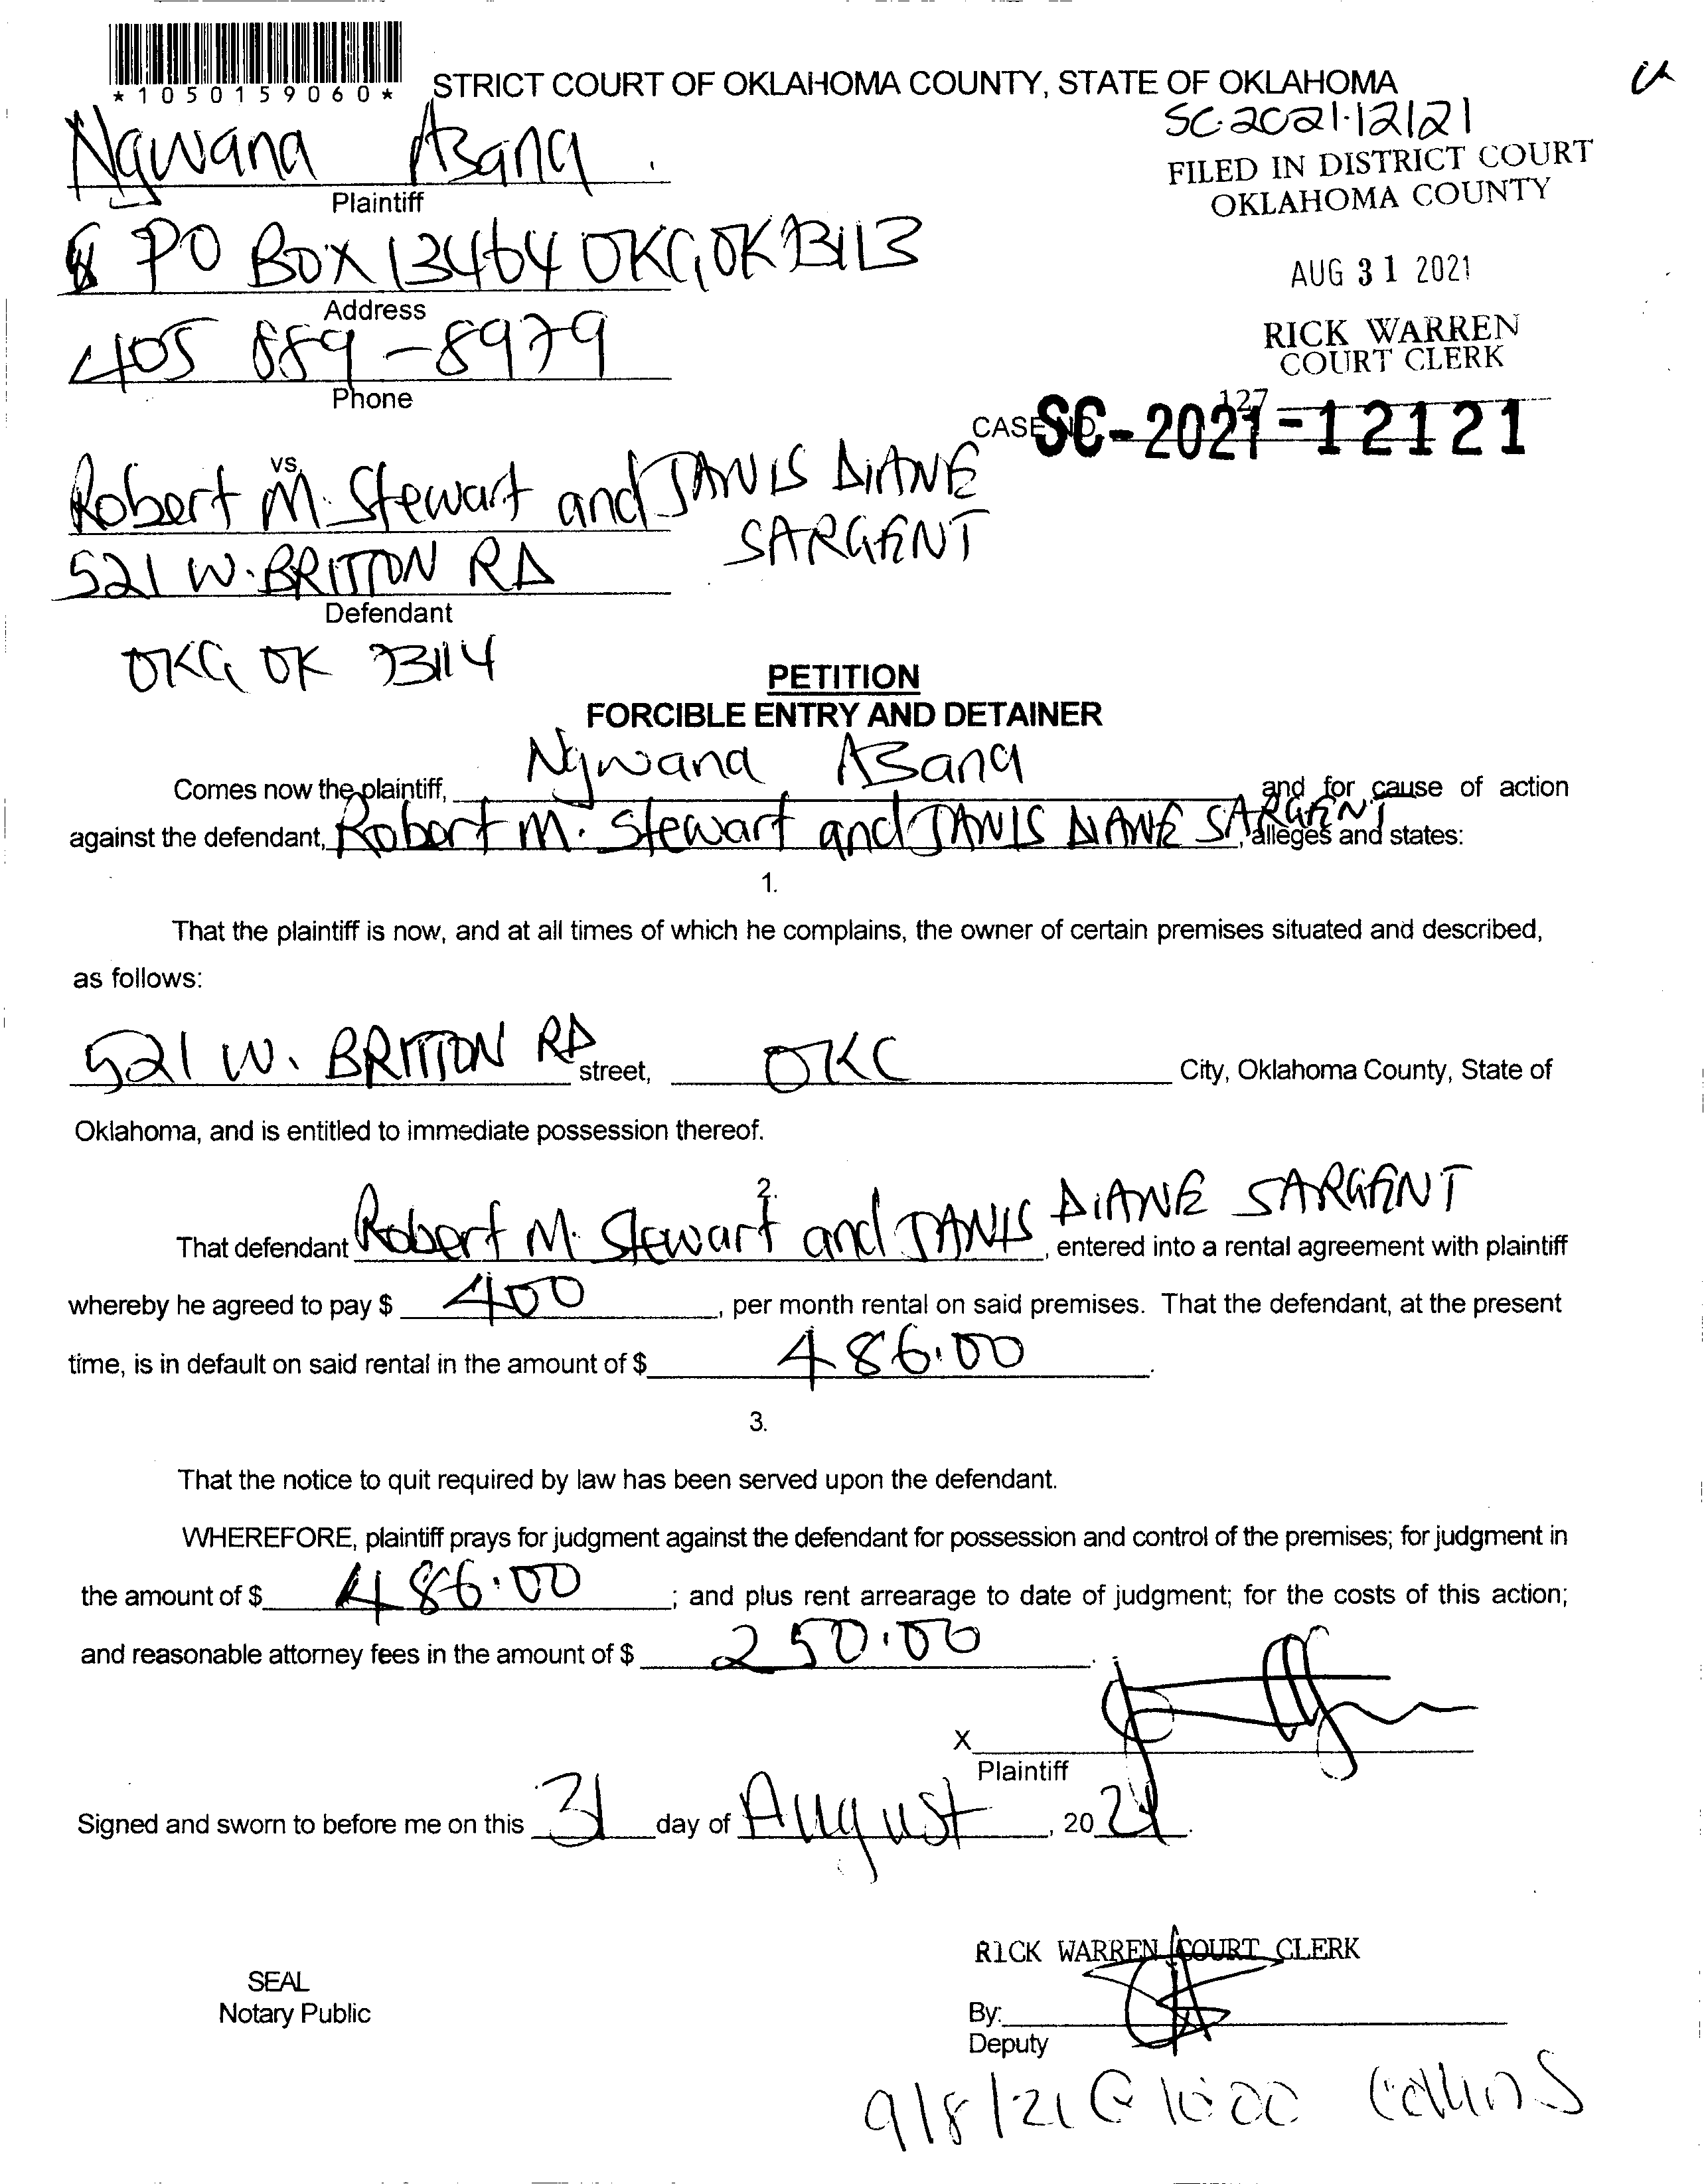 *1050159060*
STRICT COURT OF OKLAHOMA COUNTY, STATE OF OKLAHOMA
SC-2021-12121
FILED IN DISTRICT COURT
OKLAHOMA COUNTY
AUG 31 2021
RICK WARREN
COURT CLERK
127
Ngwana Asang
Plaintiff
PO BOX 13464 OKC, OK 73113
Address
405 889-8979
Phone
CASE NO. SC-2021-12121
vs.
Robert M. Stewart and JANIS DIANE
SARGENT
521 W. BRITTON RD
Defendant
OKC, OK 73114
PETITION
FORCIBLE ENTRY AND DETAINER
Comes now the plaintiff, Ngwana Asang and for cause of action
against the defendant, Robert M. Stewart and JANIS DIANE SARGENT, alleges and states:
1.
That the plaintiff is now, and at all times of which he complains, the owner of certain premises situated and described,
as follows:
521 W. BRITTON RD street, OKC City, Oklahoma County, State of
Oklahoma, and is entitled to immediate possession thereof.
2.
That defendant Robert M. Stewart and JANIS DIANE SARGENT, entered into a rental agreement with plaintiff
whereby he agreed to pay $ 400, per month rental on said premises. That the defendant, at the present
time, is in default on said rental in the amount of $ 486.00.
3.
That the notice to quit required by law has been served upon the defendant.
WHEREFORE, plaintiff prays for judgment against the defendant for possession and control of the premises; for judgment in
the amount of $ 486.00; and plus rent arrearage to date of judgment; for the costs of this action;
and reasonable attorney fees in the amount of $ 250.00.
X
Plaintiff
Signed and sworn to before me on this 31 day of August, 2021.
RICK WARREN COURT CLERK
SEAL
Notary Public
By:
Deputy
9/8/21 @ 10:00 Collins